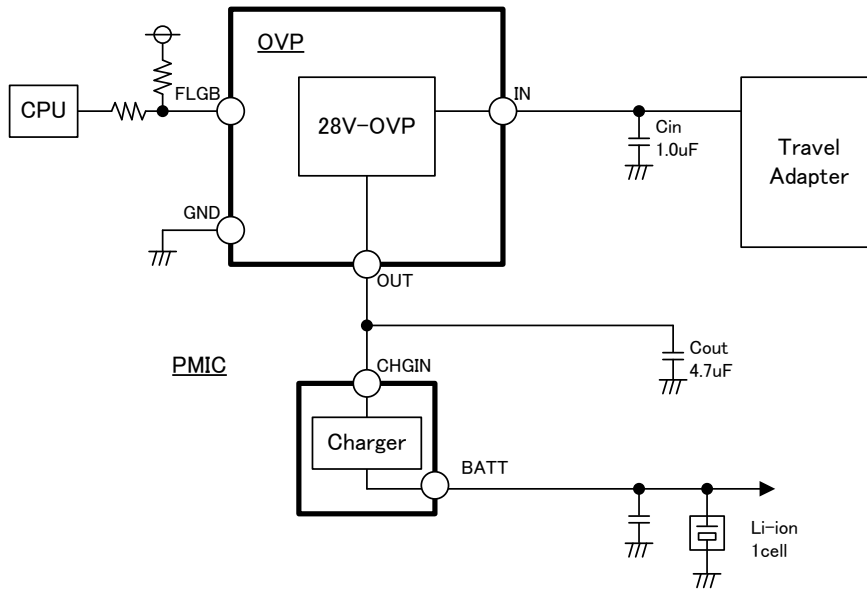 OVP
FLGB
IN
CPU
28V-OVP
Cin
1.0uF
Travel
Adapter
GND
OUT
PMIC
CHGIN
Cout
4.7uF
Charger
BATT
Li-ion
1cell